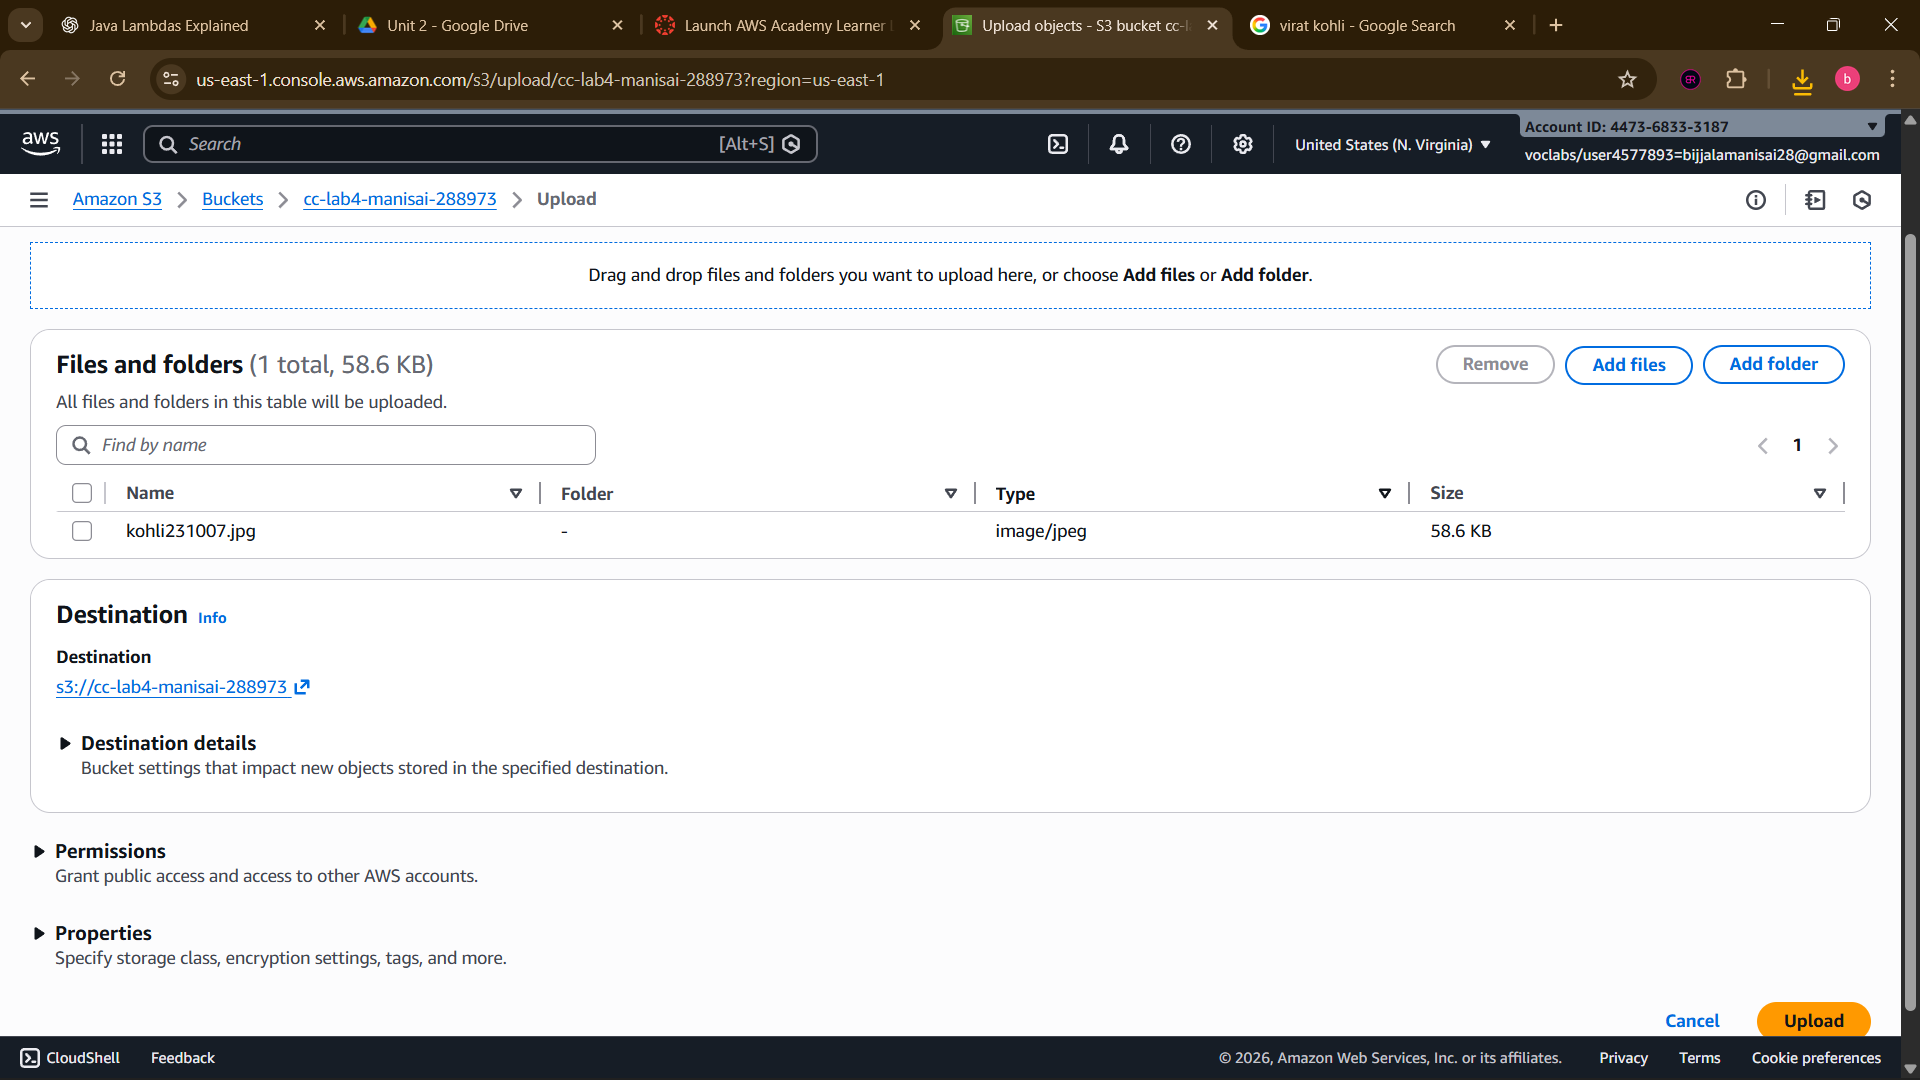 Java Lambdas Explained
Unit 2 - Google Drive
Launch AWS Academy Learner
Upload objects - S3 bucket cc-l
virat kohli - Google Search
us-east-1.console.aws.amazon.com/s3/upload/cc-lab4-manisai-288973?region=us-east-1
BR
b
aws
Search
[Alt+S]
United States (N. Virginia)
Account ID: 4473-6833-3187
voclabs/user4577893=bijjalamanisai28@gmail.com
Amazon S3
Buckets
cc-lab4-manisai-288973
Upload
Drag and drop files and folders you want to upload here, or choose Add files or Add folder.
Files and folders (1 total, 58.6 KB)
Remove
Add files
Add folder
All files and folders in this table will be uploaded.
Find by name
1
Name
Folder
Type
Size
kohli231007.jpg
-
image/jpeg
58.6 KB
Destination Info
Destination
s3://cc-lab4-manisai-288973
Destination details
Bucket settings that impact new objects stored in the specified destination.
Permissions
Grant public access and access to other AWS accounts.
Properties
Specify storage class, encryption settings, tags, and more.
Cancel
Upload
CloudShell
Feedback
© 2026, Amazon Web Services, Inc. or its affiliates.
Privacy
Terms
Cookie preferences